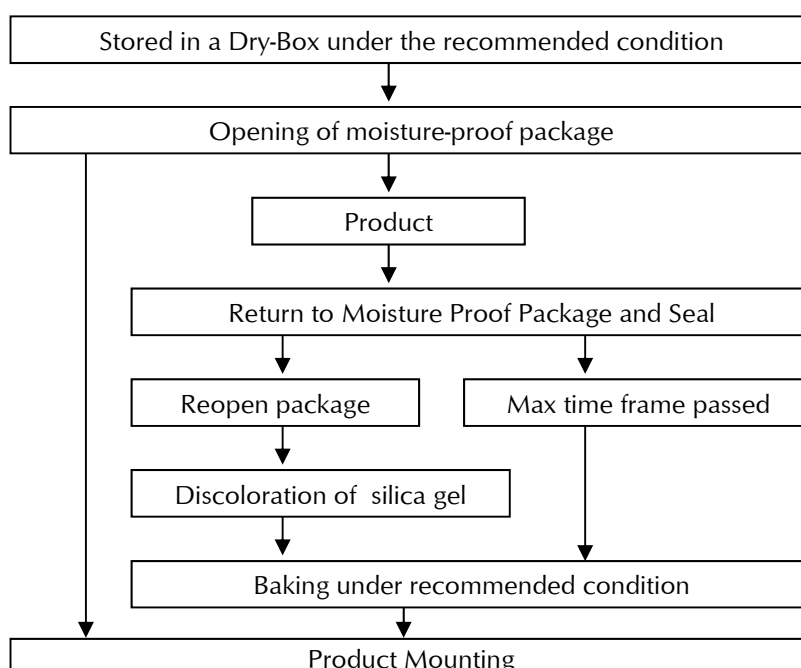 Stored in a Dry-Box under the recommended condition
Opening of moisture-proof package
Product
Return to Moisture Proof Package and Seal
Reopen package
Max time frame passed
Discoloration of silica gel
Baking under recommended condition
Product Mounting